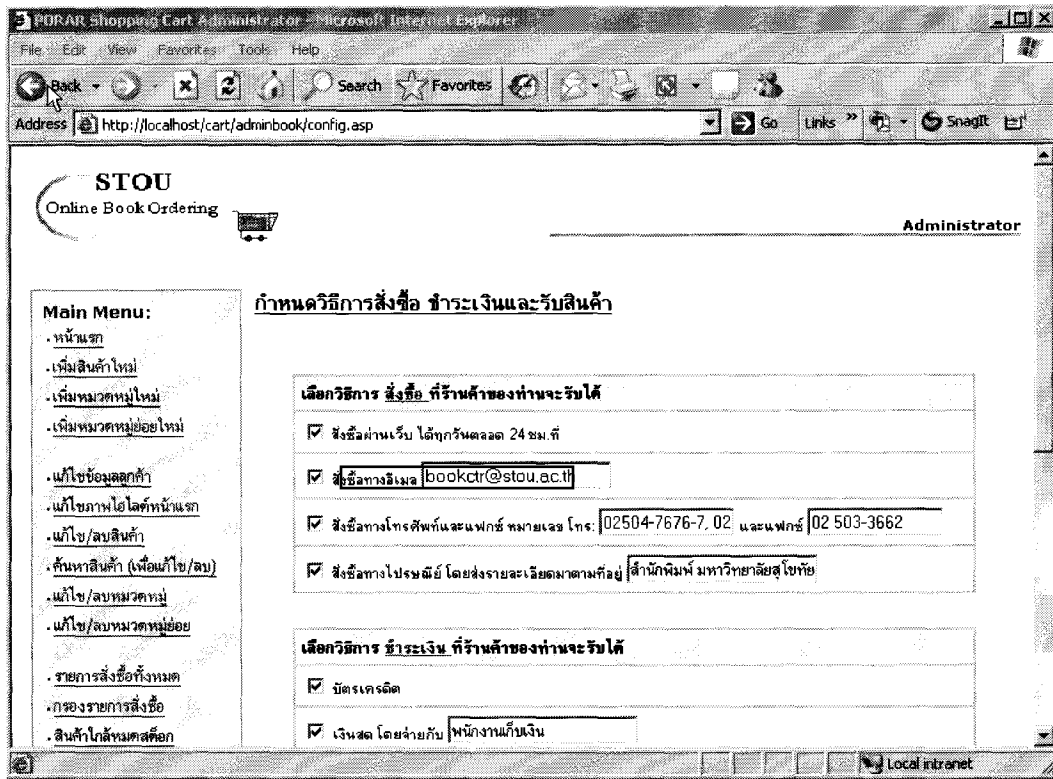 PORAR Shopping Cart Administrator - Microsoft Internet Explorer
File Edit View Favorites Tools Help
Back Search Favorites
Address http://localhost/cart/adminbook/config.asp Go Links » SnagIt
STOU
Online Book Ordering
Administrator
Main Menu:
. หน้าแรก
. เพิ่มสินค้าใหม่
. เพิ่มหมวดหมู่ใหม่
. เพิ่มหมวดหมู่ย่อยใหม่
. แก้ไขข้อมูลลูกค้า
. แก้ไขภาพไฮไลท์หน้าแรก
. แก้ไข/ลบสินค้า
. ค้นหาสินค้า (เพื่อแก้ไข/ลบ)
. แก้ไข/ลบหมวดหมู่
. แก้ไข/ลบหมวดหมู่ย่อย
. รายการสั่งซื้อทั้งหมด
. กรองรายการสั่งซื้อ
. สินค้าใกล้หมดสต็อก
กำหนดวิธีการสั่งซื้อ ชำระเงินและรับสินค้า
เลือกวิธีการ สั่งซื้อ ที่ร้านค้าของท่านจะรับได้
สั่งซื้อผ่านเว็บ ได้ทุกวันตลอด 24 ชม.ที่
สั่งซื้อทางอีเมล bookctr@stou.ac.th
สั่งซื้อทางโทรศัพท์และแฟกซ์ หมายเลข โทร: 02504-7676-7, 02 และแฟกซ์ 02 503-3662
สั่งซื้อทางไปรษณีย์ โดยส่งรายละเอียดมาตามที่อยู่ สำนักพิมพ์ มหาวิทยาลัยสุโขทัย
เลือกวิธีการ ชำระเงิน ที่ร้านค้าของท่านจะรับได้
บัตรเครดิต
เงินสด โดยจ่ายกับ พนักงานเก็บเงิน
Local intranet